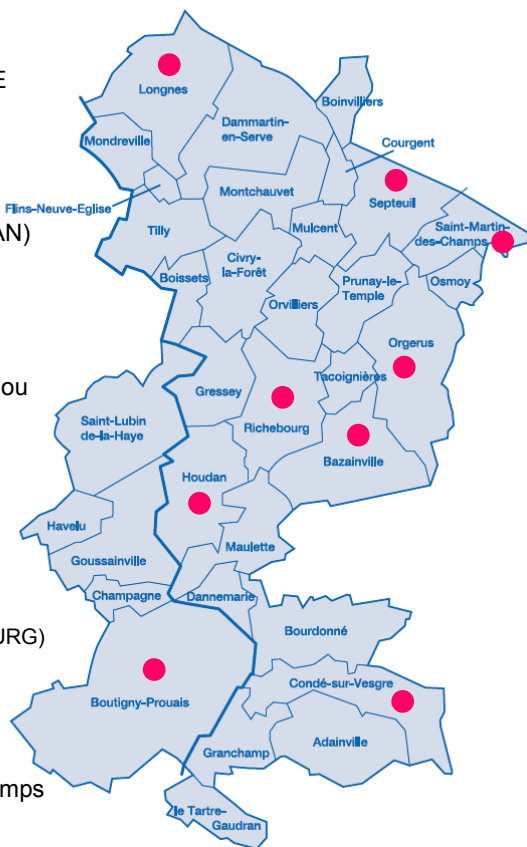 E
Longnes
Boinvilliers
Dammartin-
en-Serve
Courgent
Mondreville
Montchauvet
Septeuil
Flins-Neuve-Eglise
AN)
Tilly
Mulcent
Saint-Martin-
des-Champs
Civry-
la-Forêt
Boissets
Prunay-le-
Temple
Osmoy
Orvilliers
Orgerus
ou
Gressey
Tacoignières
Saint-Lubin
de-la-Haye
Richebourg
Bazainville
Houdan
Havelu
Maulette
Goussainville
Champagne
Dannemarie
URG)
Bourdonné
Condé-sur-Vesgre
Boutigny-Prouais
Adainville
Granchamp
mps
le Tartre-
Gaudran